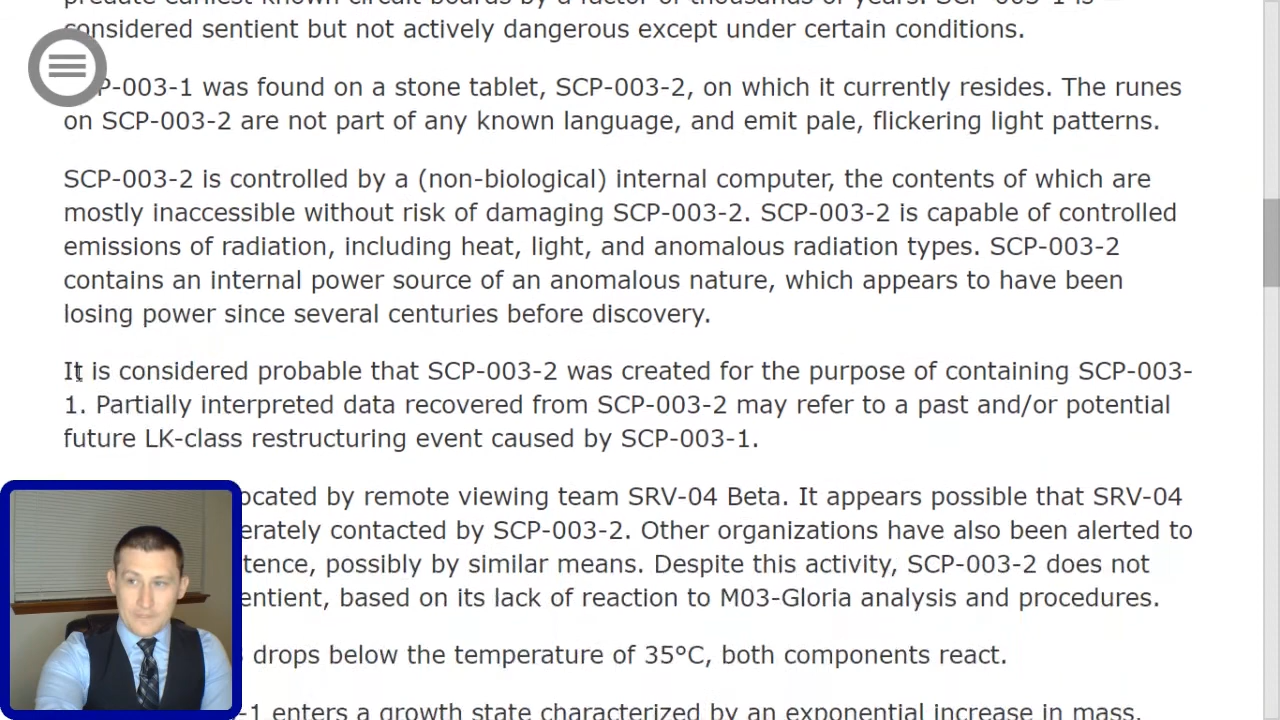 predate earliest known circuit boards by a factor of thousands of years. SCP-003-1 is
considered sentient but not actively dangerous except under certain conditions.
P-003-1 was found on a stone tablet, SCP-003-2, on which it currently resides. The runes
on SCP-003-2 are not part of any known language, and emit pale, flickering light patterns.
SCP-003-2 is controlled by a (non-biological) internal computer, the contents of which are
mostly inaccessible without risk of damaging SCP-003-2. SCP-003-2 is capable of controlled
emissions of radiation, including heat, light, and anomalous radiation types. SCP-003-2
contains an internal power source of an anomalous nature, which appears to have been
losing power since several centuries before discovery.
It is considered probable that SCP-003-2 was created for the purpose of containing SCP-003-
1. Partially interpreted data recovered from SCP-003-2 may refer to a past and/or potential
future LK-class restructuring event caused by SCP-003-1.
ocated by remote viewing team SRV-04 Beta. It appears possible that SRV-04
erately contacted by SCP-003-2. Other organizations have also been alerted to
tence, possibly by similar means. Despite this activity, SCP-003-2 does not
entient, based on its lack of reaction to M03-Gloria analysis and procedures.
drops below the temperature of 35°C, both components react.
-1 enters a growth state characterized by an exponential increase in mass,